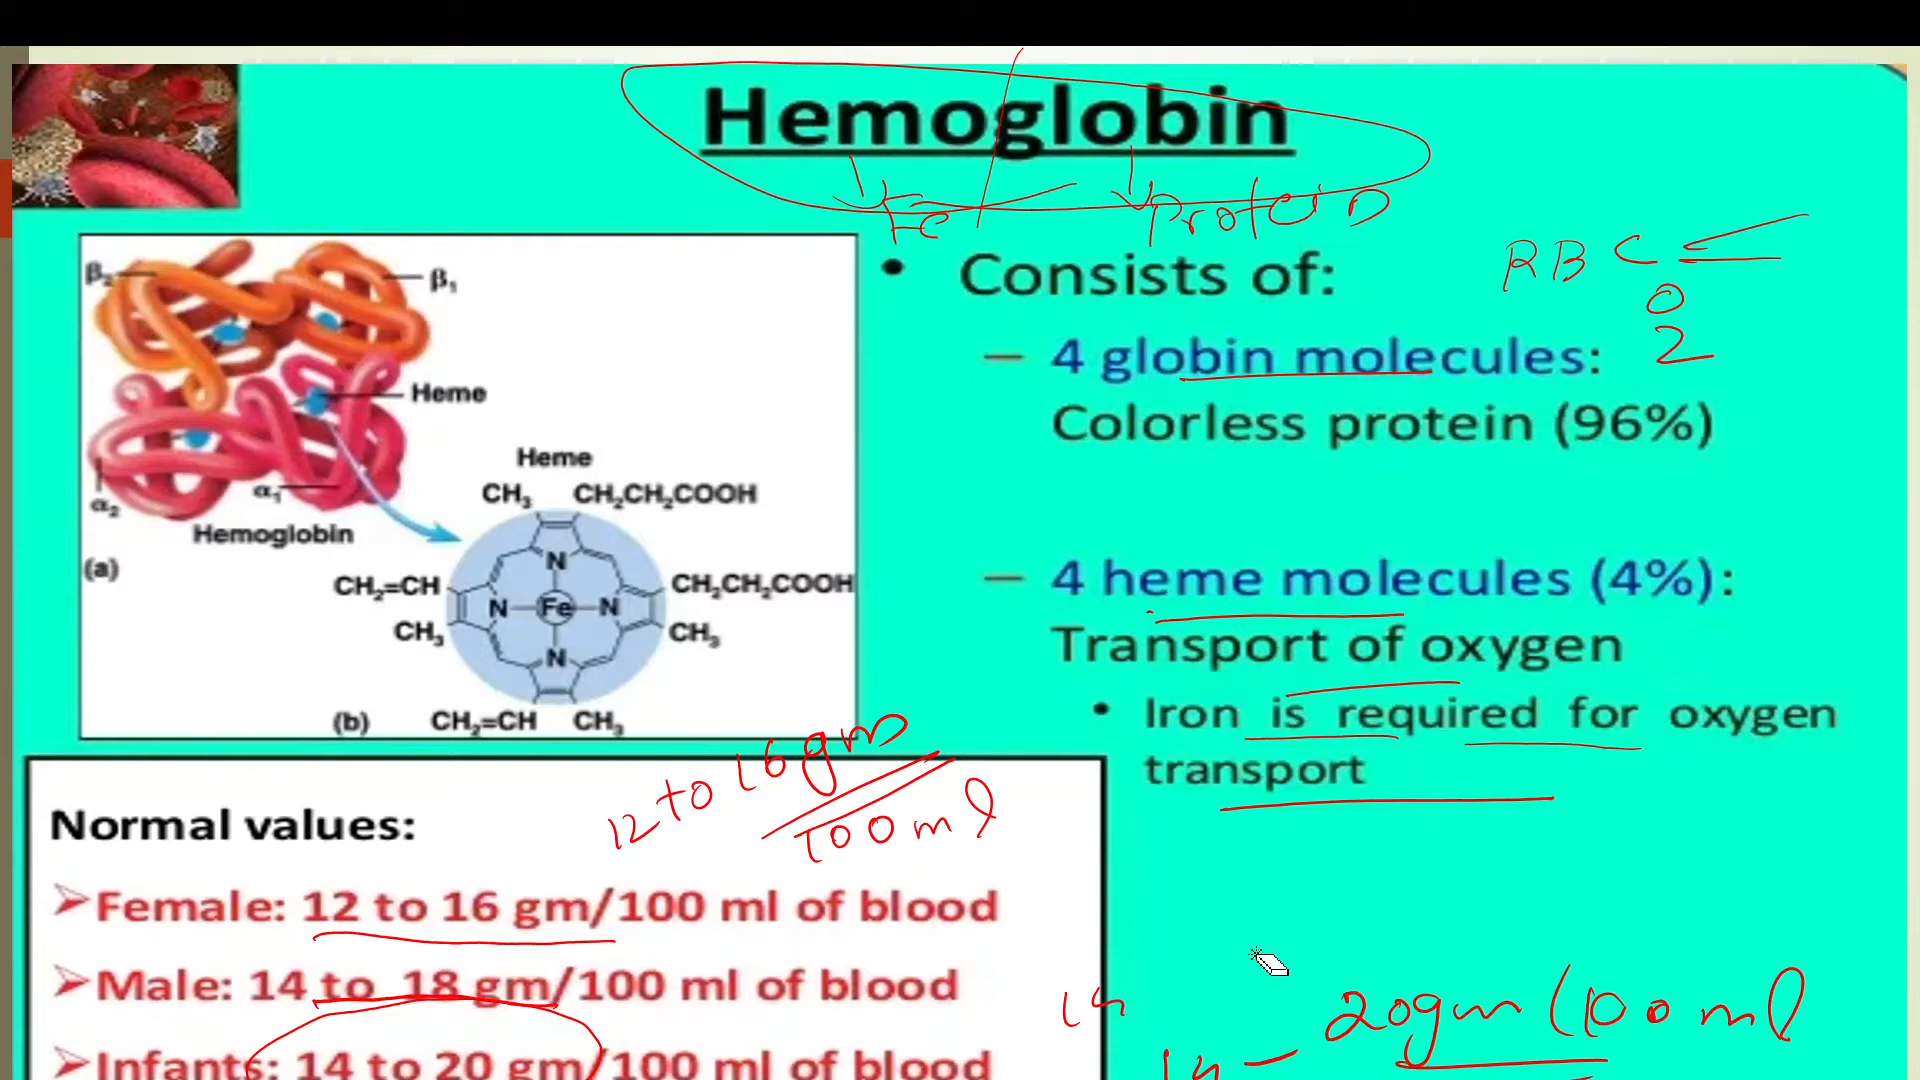 Hemoglobin
Fe Protein
RBC
O
2
• Consists of:
– 4 globin molecules:
Colorless protein (96%)
– 4 heme molecules (4%):
Transport of oxygen
• Iron is required for oxygen
transport
β₂ β₁
Heme
α₂ α₁
Hemoglobin
(a)
Heme
CH₃ CH₂CH₂COOH
N
CH₂=CH CH₂CH₂COOH
N Fe N
CH₃ CH₃
N
(b) CH₂=CH CH₃
12 to 16 gm
100 ml
Normal values:
➢Female: 12 to 16 gm/100 ml of blood
➢Male: 14 to 18 gm/100 ml of blood
➢Infants: 14 to 20 gm/100 ml of blood
14
14 – 20gm (100 ml